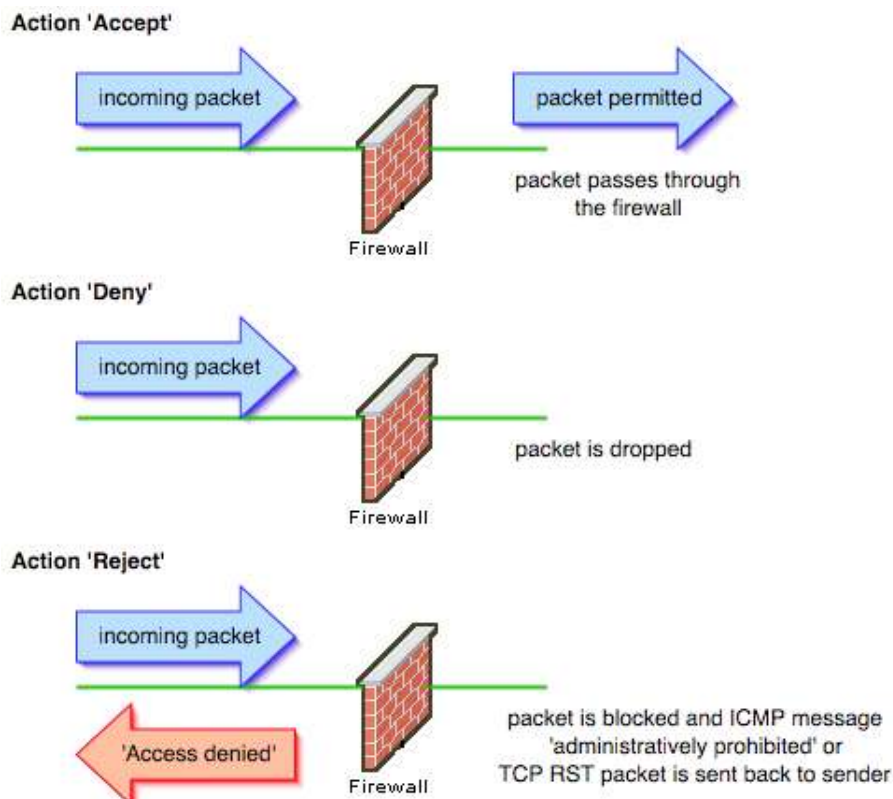 Action 'Accept'
incoming packet
packet permitted
packet passes through
the firewall
Firewall
Action 'Deny'
incoming packet
packet is dropped
Firewall
Action 'Reject'
incoming packet
'Access denied'
packet is blocked and ICMP message
'administratively prohibited' or
TCP RST packet is sent back to sender
Firewall